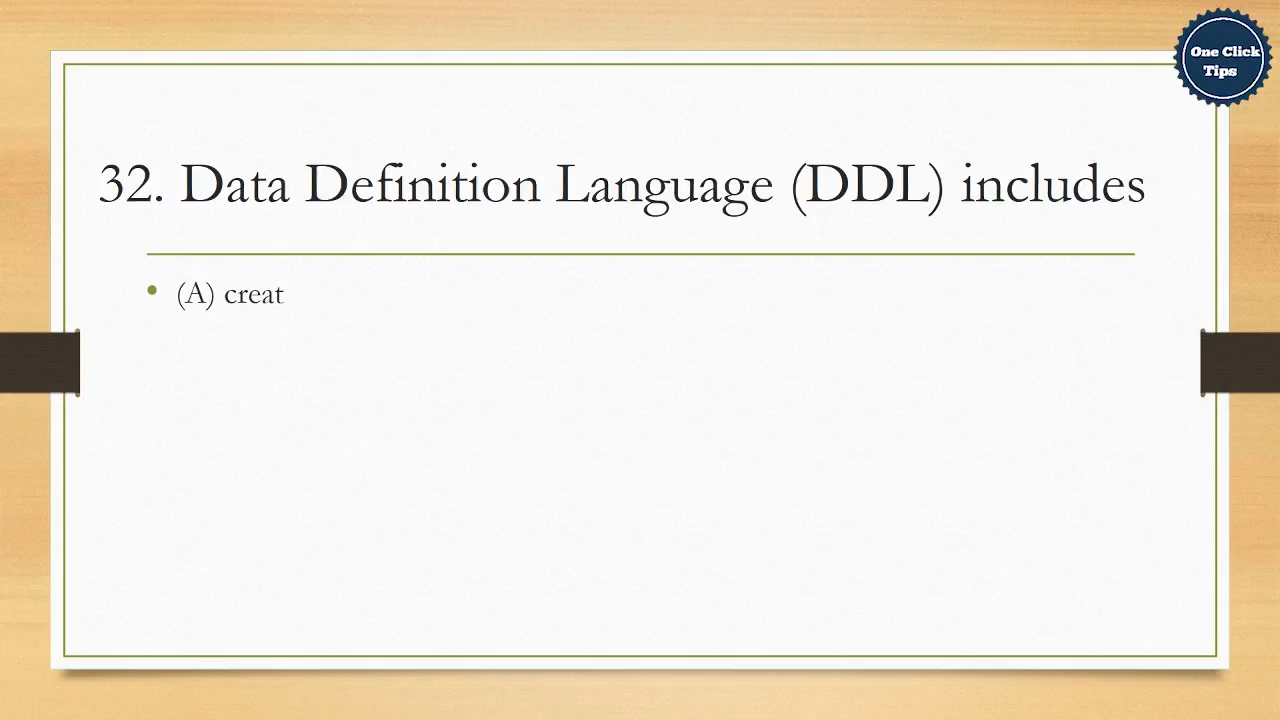 One Click
Tips
32. Data Definition Language (DDL) includes
(A) creat